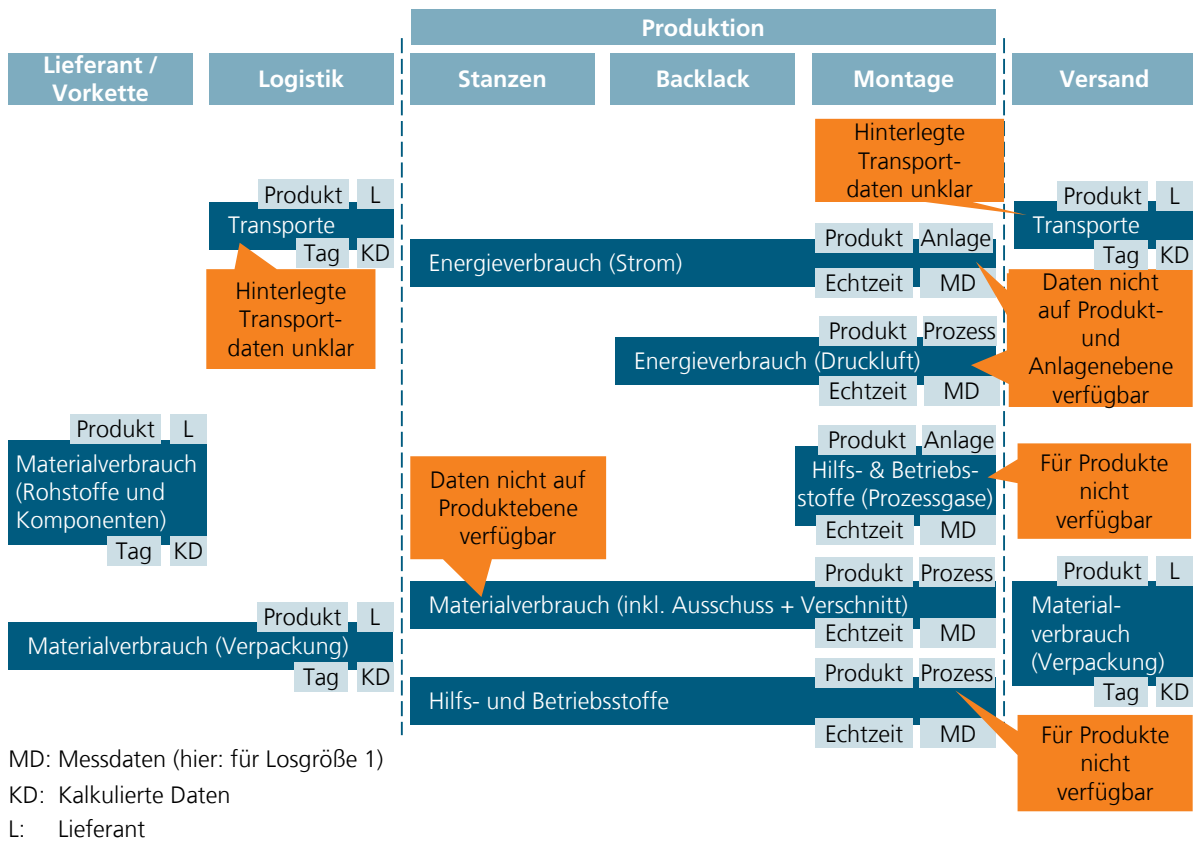 Produktion
Lieferant /
Vorkette
Logistik
Stanzen
Backlack
Montage
Versand
Hinterlegte
Transport-
daten unklar
Produkt L
Transporte
Tag KD
Hinterlegte
Transport-
daten unklar
Produkt Anlage
Energieverbrauch (Strom)
Echtzeit MD
Produkt L
Transporte
Tag KD
Daten nicht
auf Produkt-
und
Anlagenebene
verfügbar
Produkt Prozess
Energieverbrauch (Druckluft)
Echtzeit MD
Produkt L
Materialverbrauch
(Rohstoffe und
Komponenten)
Tag KD
Daten nicht auf
Produktebene
verfügbar
Produkt Anlage
Hilfs- & Betriebs-
stoffe (Prozessgase)
Echtzeit MD
Für Produkte
nicht
verfügbar
Produkt Prozess
Materialverbrauch (inkl. Ausschuss + Verschnitt)
Echtzeit MD
Produkt L
Material-
verbrauch
(Verpackung)
Tag KD
Produkt L
Materialverbrauch (Verpackung)
Tag KD
Produkt Prozess
Hilfs- und Betriebsstoffe
Echtzeit MD
Für Produkte
nicht
verfügbar
MD: Messdaten (hier: für Losgröße 1)
KD: Kalkulierte Daten
L: Lieferant